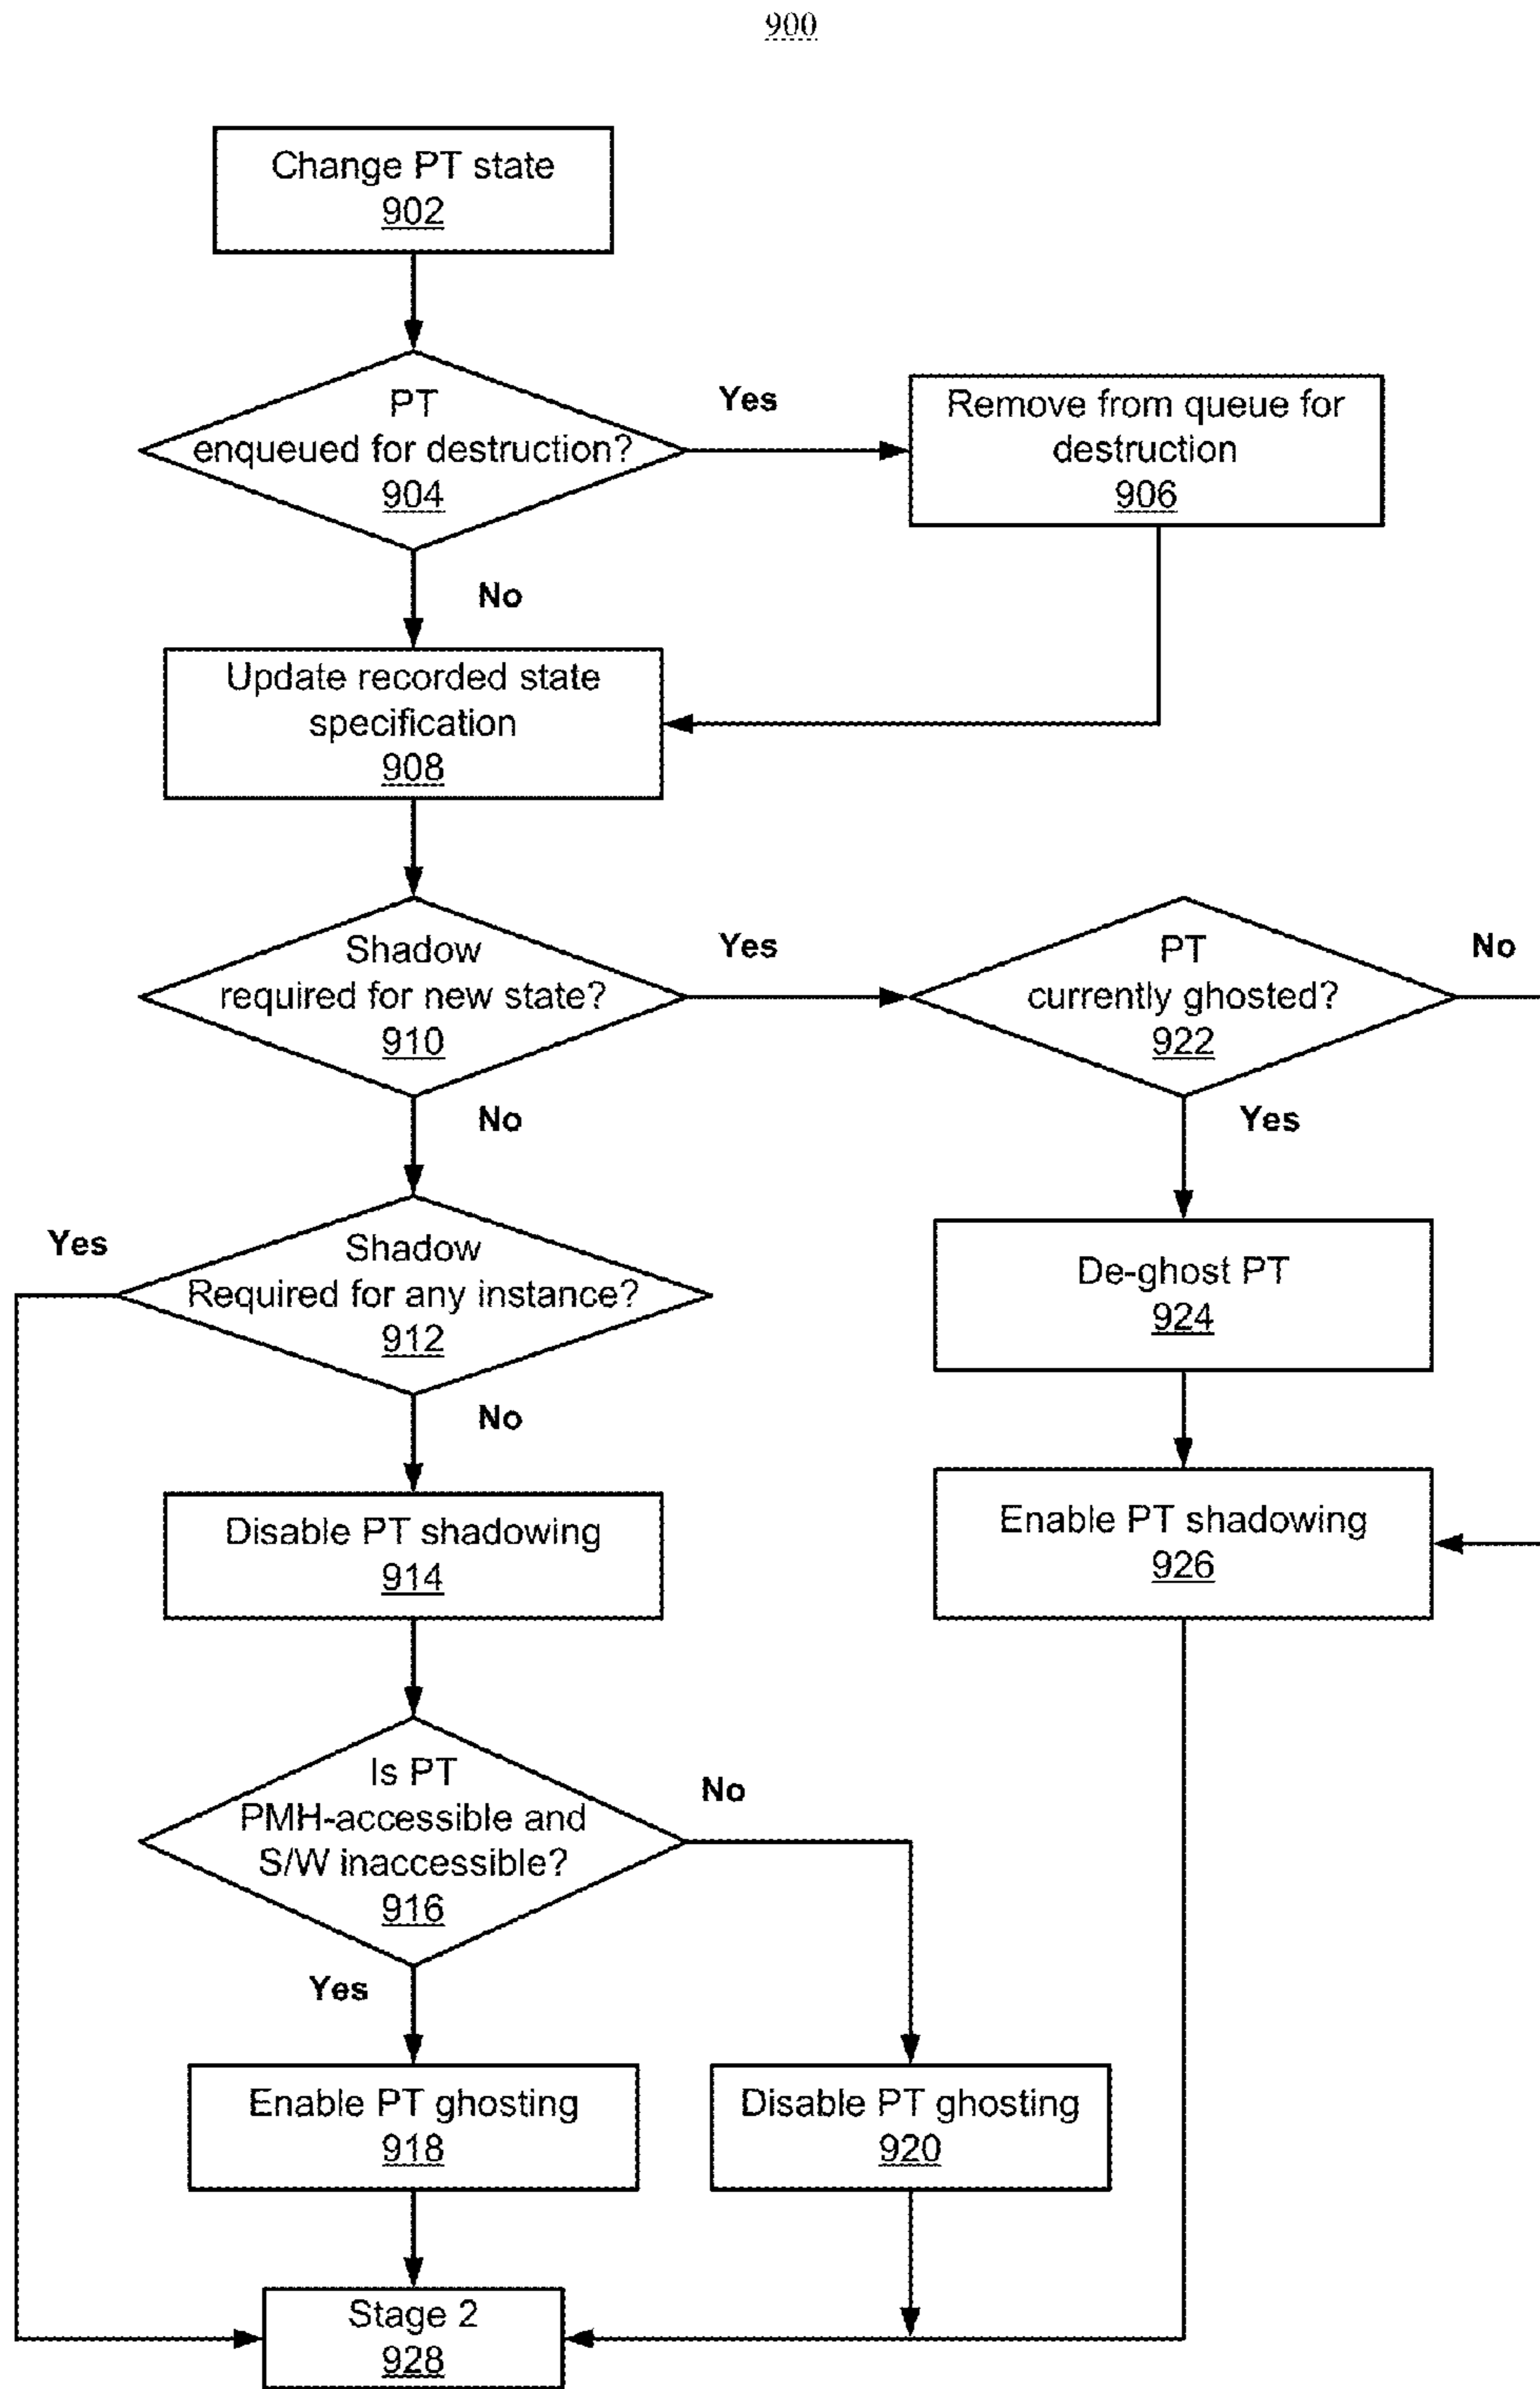 900
Change PT state
902
PT
enqueued for destruction?
904
Yes
Remove from queue for
destruction
906
No
Update recorded state
specification
908
Shadow
required for new state?
910
Yes
PT
currently ghosted?
922
No
No
Yes
Shadow
Required for any instance?
912
Yes
De-ghost PT
924
No
Disable PT shadowing
914
Enable PT shadowing
926
Is PT
PMH-accessible and
S/W inaccessible?
916
No
Yes
Enable PT ghosting
918
Disable PT ghosting
920
Stage 2
928